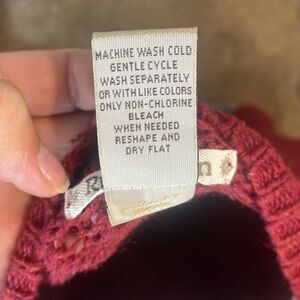 MACHINE WASH COLD
GENTLE CYCLE
WASH SEPARATELY
OR WITH LIKE COLORS
ONLY NON-CHLORINE
BLEACH
WHEN NEEDED
RESHAPE AND
DRY FLAT